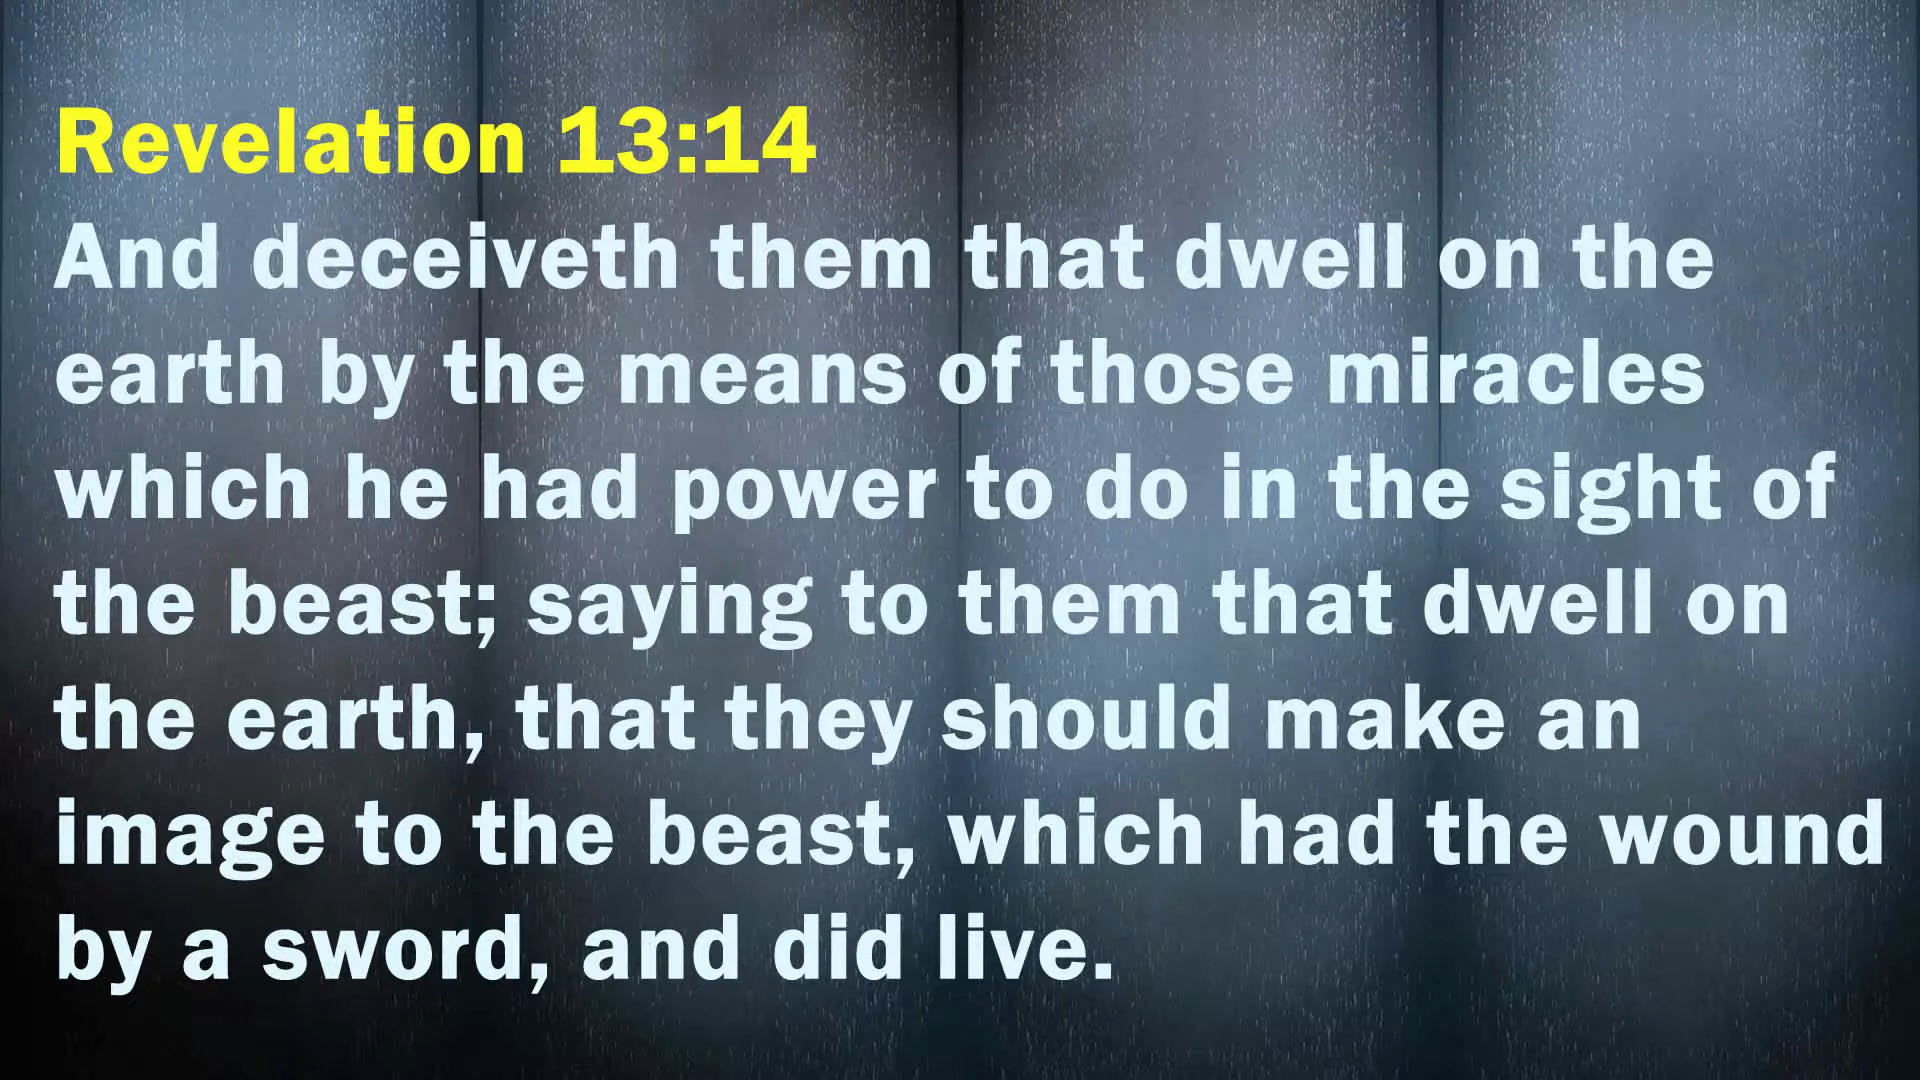 Revelation 13:14
And deceiveth them that dwell on the
earth by the means of those miracles
which he had power to do in the sight of
the beast; saying to them that dwell on
the earth, that they should make an
image to the beast, which had the wound
by a sword, and did live.